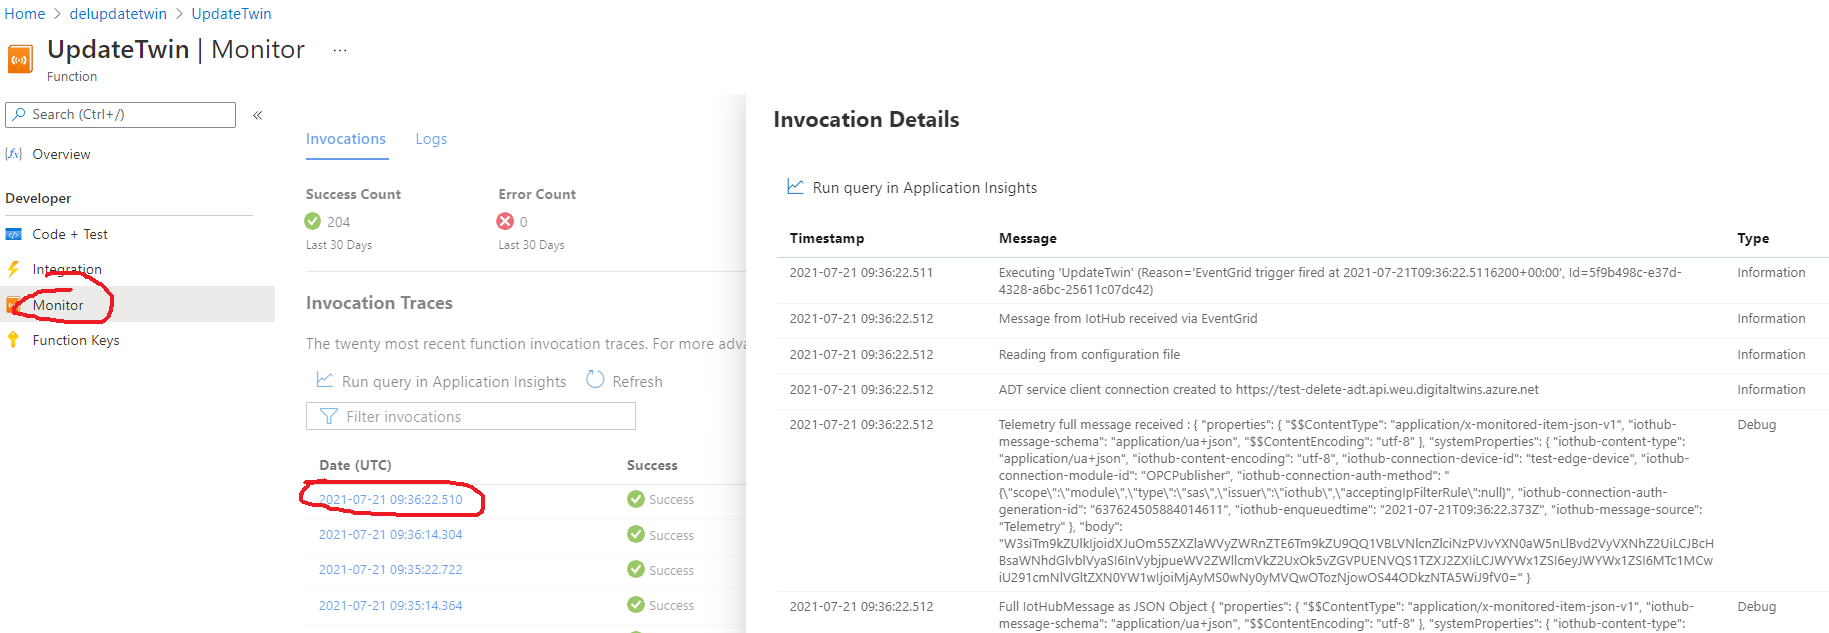 Home > delupdatetwin > UpdateTwin
UpdateTwin | Monitor ...
Function
Search (Ctrl+/)
«
Overview
Developer
Code + Test
Integration
Monitor
Function Keys
Invocations Logs
Success Count Error Count
204 0
Last 30 Days Last 30 Days
Invocation Traces
The twenty most recent function invocation traces. For more adva
Run query in Application Insights Refresh
Filter invocations
Date (UTC) Success
2021-07-21 09:36:22.510 Success
2021-07-21 09:36:14.304 Success
2021-07-21 09:35:22.722 Success
2021-07-21 09:35:14.364 Success
Invocation Details
Run query in Application Insights
Timestamp Message Type
2021-07-21 09:36:22.511 Executing 'UpdateTwin' (Reason='EventGrid trigger fired at 2021-07-21T09:36:22.5116200+00:00', Id=5f9b498c-e37d- Information
4328-a6bc-25611c07dc42)
2021-07-21 09:36:22.512 Message from IotHub received via EventGrid Information
2021-07-21 09:36:22.512 Reading from configuration file Information
2021-07-21 09:36:22.512 ADT service client connection created to https://test-delete-adt.api.weu.digitaltwins.azure.net Information
2021-07-21 09:36:22.512 Telemetry full message received : { "properties": { "$$ContentType": "application/x-monitored-item-json-v1", "iothub- Debug
message-schema": "application/ua+json", "$$ContentEncoding": "utf-8" }, "systemProperties": { "iothub-content-type":
"application/ua+json", "iothub-content-encoding": "utf-8", "iothub-connection-device-id": "test-edge-device", "iothub-
connection-module-id": "OPCPublisher", "iothub-connection-auth-method": "
{\"scope\":\"module\",\"type\":\"sas\",\"issuer\":\"iothub\",\"acceptingIpFilterRule\":null}", "iothub-connection-auth-
generation-id": "637624505884014611", "iothub-enqueuedtime": "2021-07-21T09:36:22.373Z", "iothub-message-source":
"Telemetry" }, "body":
"W3siTm9kZUlkIjoidXJuOm55ZXZlaWVyZWRnZTE6Tm9kZU9QQ1VBLVNlcnZlciNzPVJvYXN0aW5nLlBvd2VyVXNhZ2UiLCJBcH
BsaWNhdGlvblVyaSI6InVybjpueWV2ZWllcmVkZ2UxOk5vZGVPUENVQS1TZXJ2ZXIiLCJWYWx1ZSI6eyJWYWx1ZSI6MTc1MCw
iU291cmNlVGltZXN0YW1wIjoiMjAyMS0wNy0yMVQwOTozNjowOS44ODkzNTA5WiJ9fV0=" }
2021-07-21 09:36:22.512 Full IotHubMessage as JSON Object { "properties": { "$$ContentType": "application/x-monitored-item-json-v1", "iothub- Debug
message-schema": "application/ua+json", "$$ContentEncoding": "utf-8" }, "systemProperties": { "iothub-content-type":